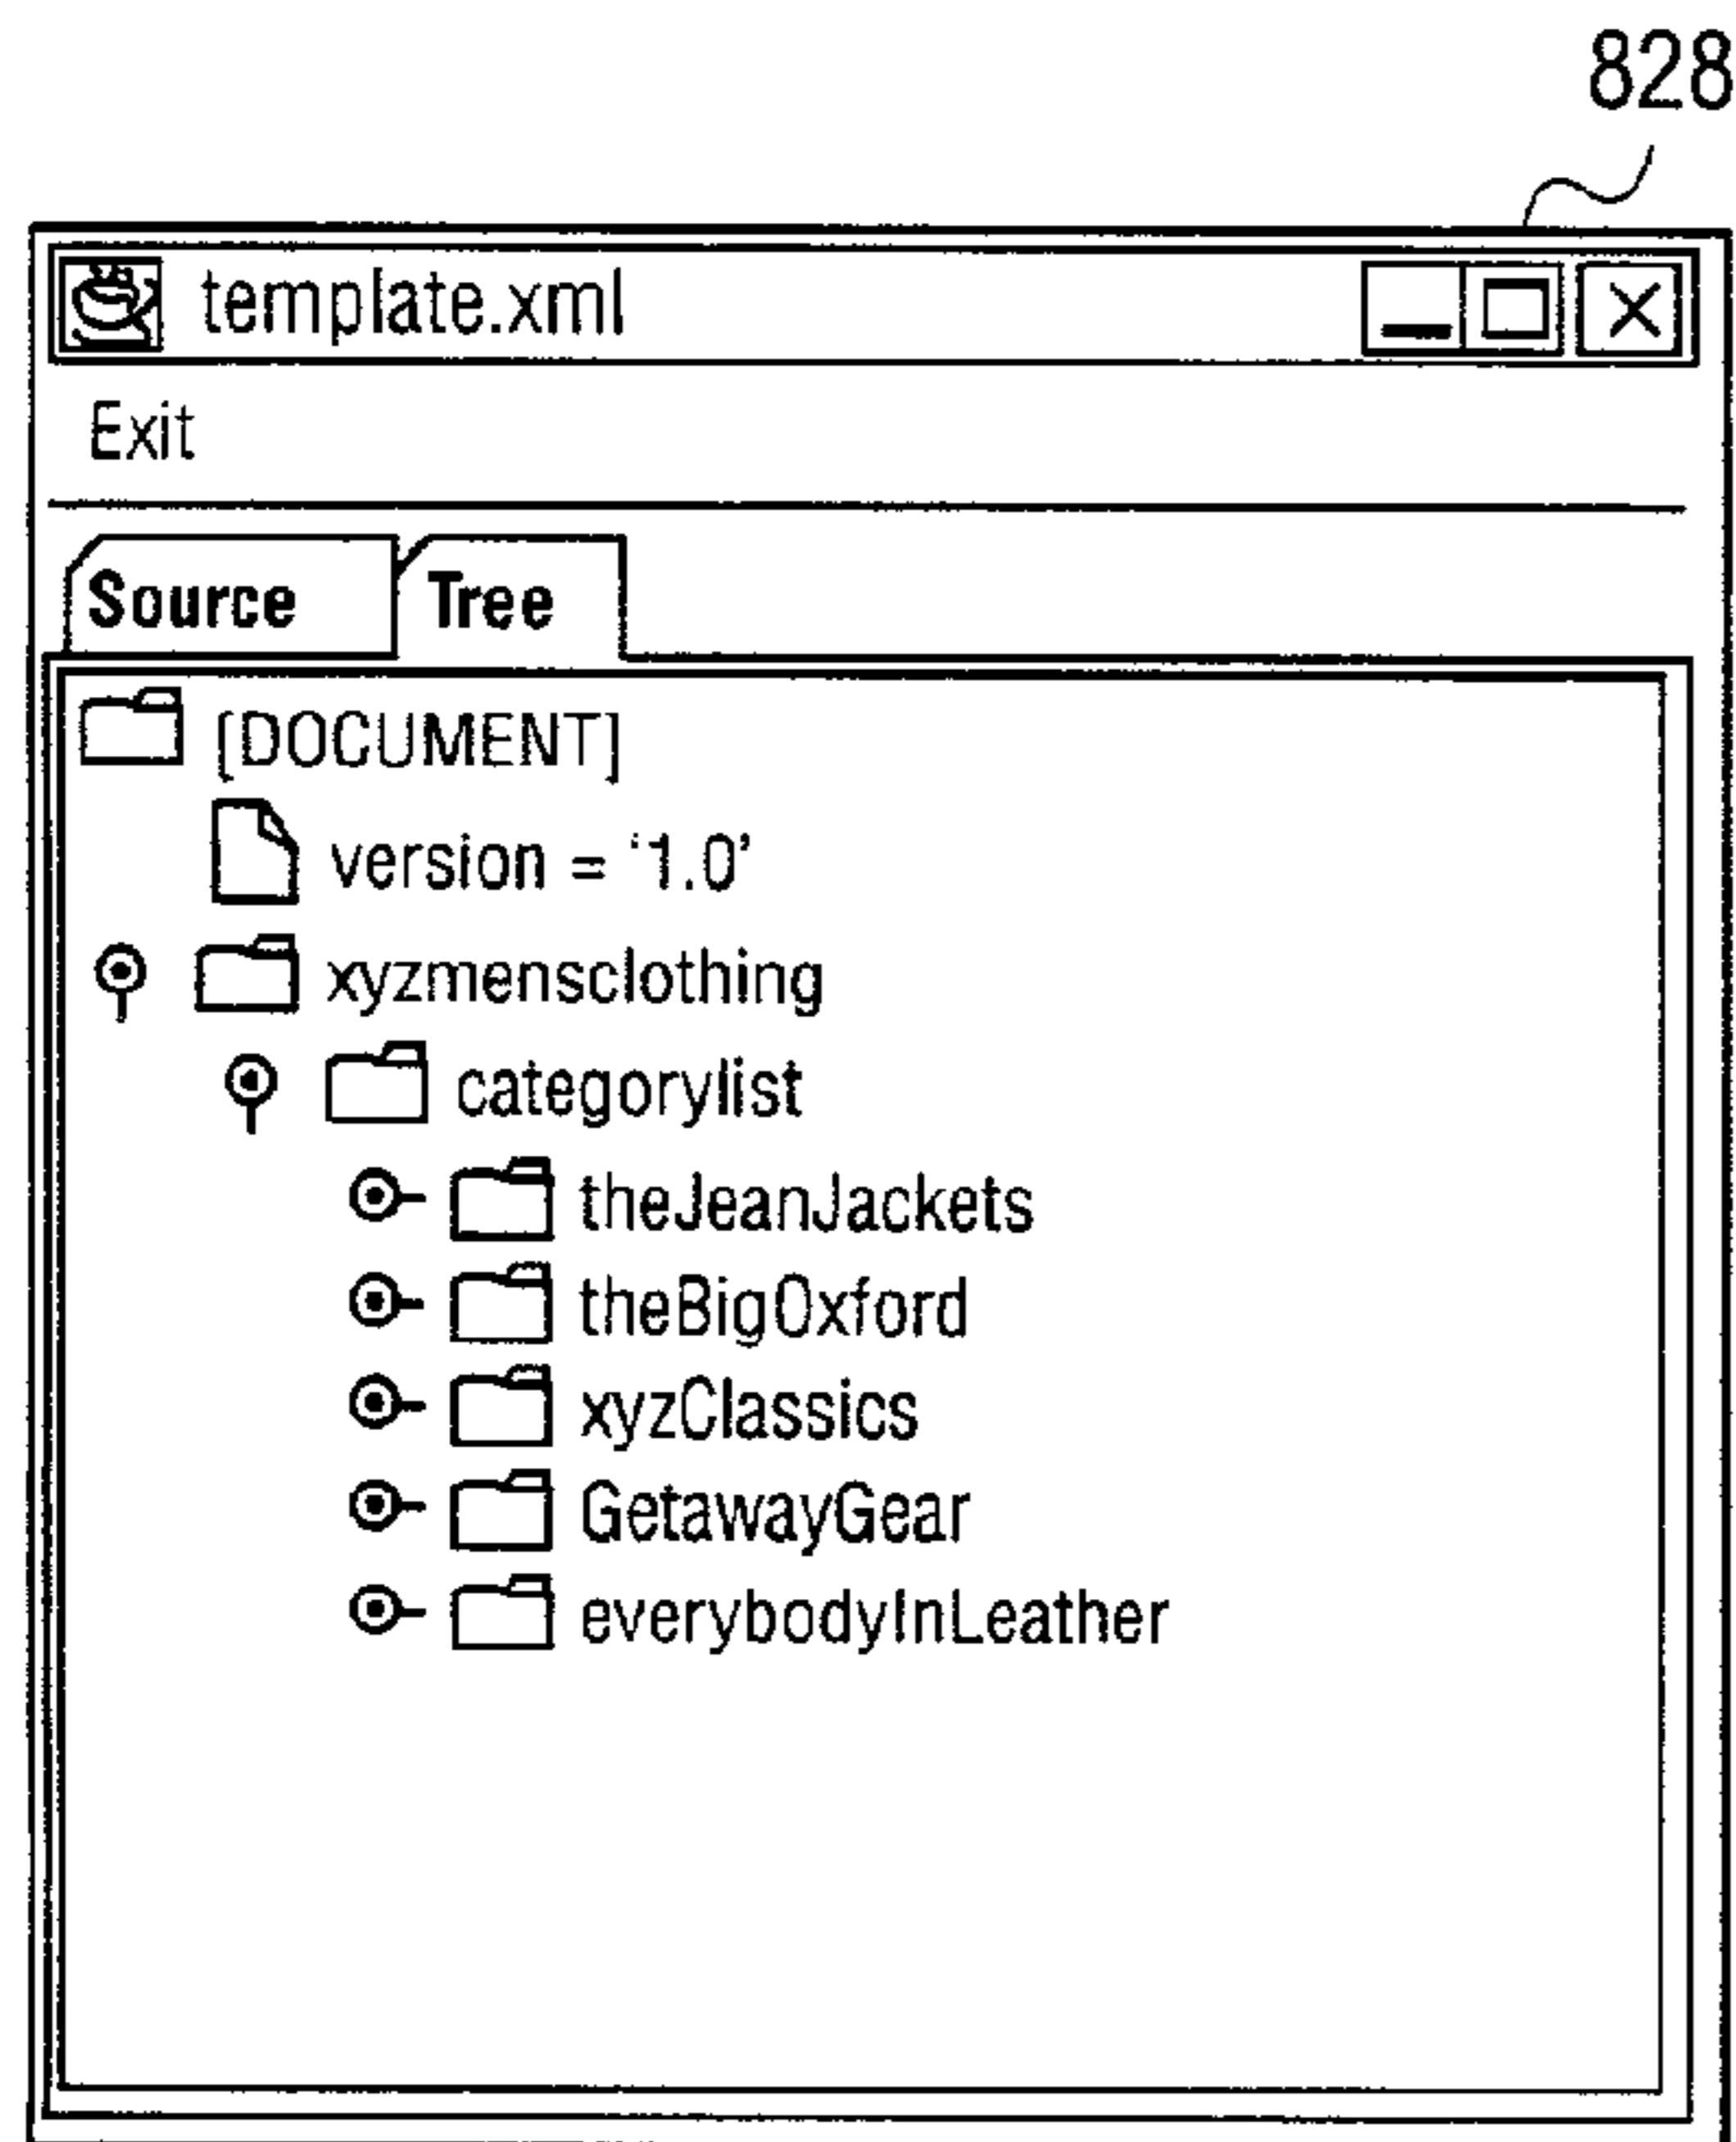 828
template.xml
Exit
Source Tree
[DOCUMENT]
version = ‘1.0’
xyzmensclothing
categorylist
theJeanJackets
theBigOxford
xyzClassics
GetawayGear
everybodyInLeather